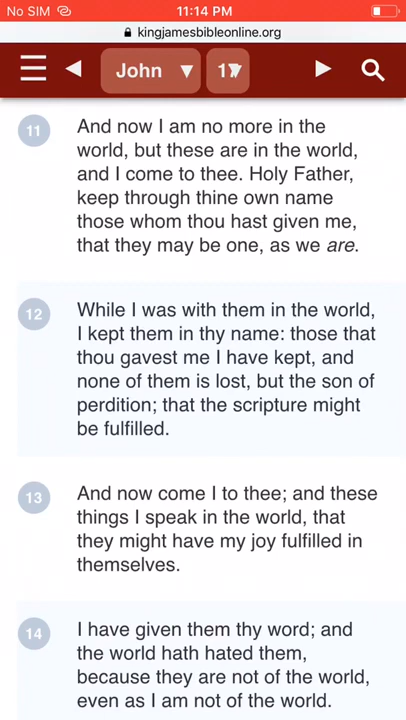 No SIM 11:14 PM
kingjamesbibleonline.org
John 17
11 And now I am no more in the
world, but these are in the world,
and I come to thee. Holy Father,
keep through thine own name
those whom thou hast given me,
that they may be one, as we are.
12 While I was with them in the world,
I kept them in thy name: those that
thou gavest me I have kept, and
none of them is lost, but the son of
perdition; that the scripture might
be fulfilled.
13 And now come I to thee; and these
things I speak in the world, that
they might have my joy fulfilled in
themselves.
14 I have given them thy word; and
the world hath hated them,
because they are not of the world,
even as I am not of the world.